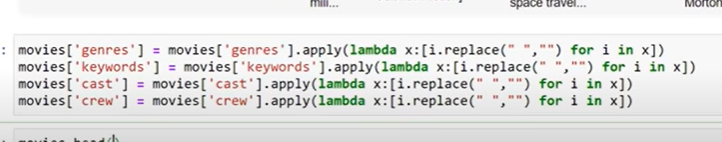 mill...
space travel...
Morton
: movies['genres'] = movies['genres'].apply(lambda x:[i.replace(" ","") for i in x])
movies['keywords'] = movies['keywords'].apply(lambda x:[i.replace(" ","") for i in x])
movies['cast'] = movies['cast'].apply(lambda x:[i.replace(" ","") for i in x])
movies['crew'] = movies['crew'].apply(lambda x:[i.replace(" ","") for i in x])